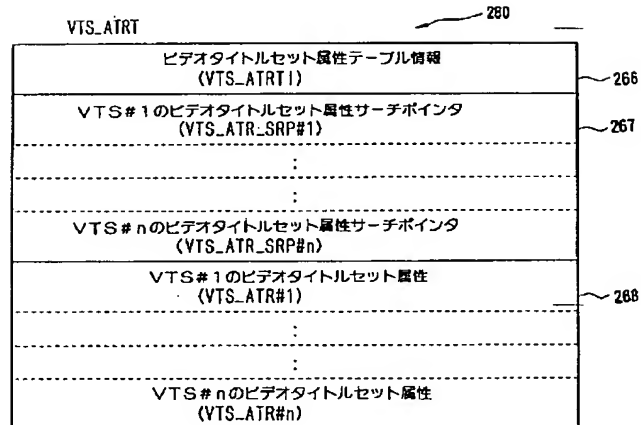 VTS_ATRT
280
ビデオタイトルセット属性テーブル情報
(VTS_ATRTI)
266
VTS#1のビデオタイトルセット属性サーチポインタ
(VTS_ATR_SRP#1)
267
:
:
VTS#nのビデオタイトルセット属性サーチポインタ
(VTS_ATR_SRP#n)
VTS#1のビデオタイトルセット属性
(VTS_ATR#1)
268
:
:
VTS#nのビデオタイトルセット属性
(VTS_ATR#n)